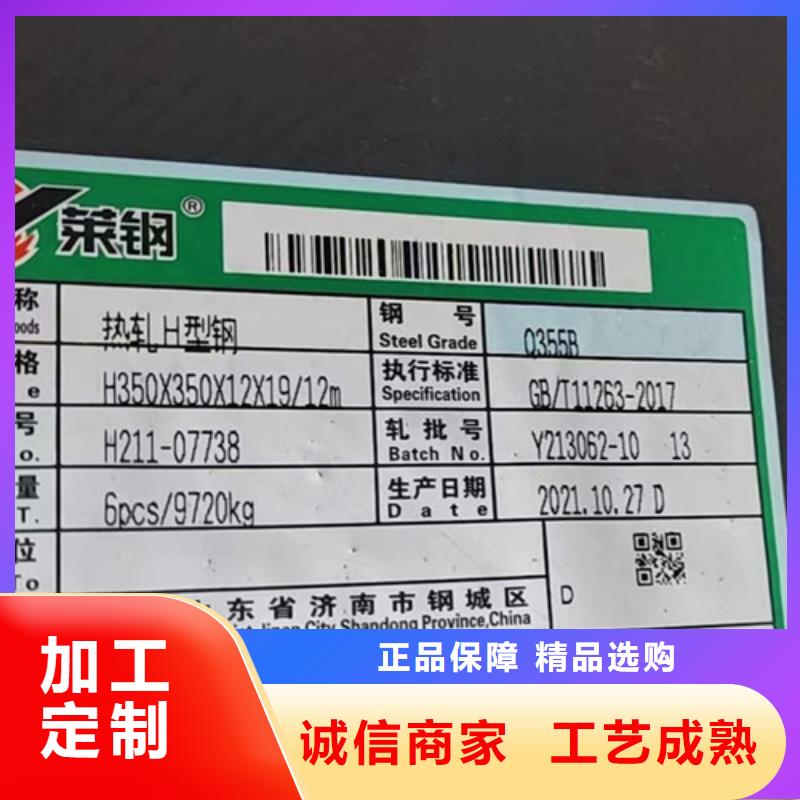 莱钢®
称 热轧H型钢 钢号 Q355B
oods Steel Grade
格 H350X350X12X19/12m 执行标准 GB/T11263-2017
e Specification
号 H211-07738 轧批号 Y213062-10 13
o. Batch No.
量 6pcs/9720kg 生产日期 2021.10.27 D
T. Date
位
To
东省济南市钢城区 D
Jinan City Shandong Province,China
正品保障 精品选购
加工
定制
诚信商家 工艺成熟